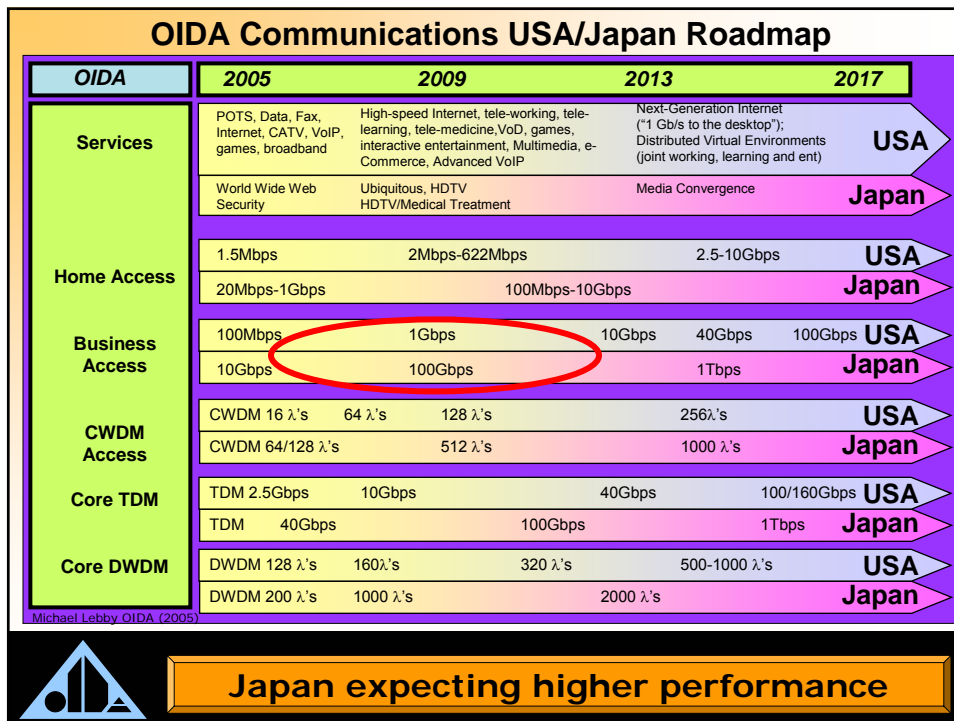 OIDA Communications USA/Japan Roadmap
OIDA 2005 2009 2013 2017
Services
POTS, Data, Fax,
Internet, CATV, VoIP,
games, broadband
High-speed Internet, tele-working, tele-
learning, tele-medicine,VoD, games,
interactive entertainment, Multimedia, e-
Commerce, Advanced VoIP
Next-Generation Internet
("1 Gb/s to the desktop");
Distributed Virtual Environments
(joint working, learning and ent)
USA
World Wide Web
Security
Ubiquitous, HDTV
HDTV/Medical Treatment
Media Convergence
Japan
Home Access
1.5Mbps 2Mbps-622Mbps 2.5-10Gbps USA
20Mbps-1Gbps 100Mbps-10Gbps Japan
Business
Access
100Mbps 1Gbps 10Gbps 40Gbps 100Gbps USA
10Gbps 100Gbps 1Tbps Japan
CWDM
Access
CWDM 16 λ's 64 λ's 128 λ's 256λ's USA
CWDM 64/128 λ's 512 λ's 1000 λ's Japan
Core TDM
TDM 2.5Gbps 10Gbps 40Gbps 100/160Gbps USA
TDM 40Gbps 100Gbps 1Tbps Japan
Core DWDM
DWDM 128 λ's 160λ's 320 λ's 500-1000 λ's USA
DWDM 200 λ's 1000 λ's 2000 λ's Japan
Michael Lebby OIDA (2005)
Japan expecting higher performance